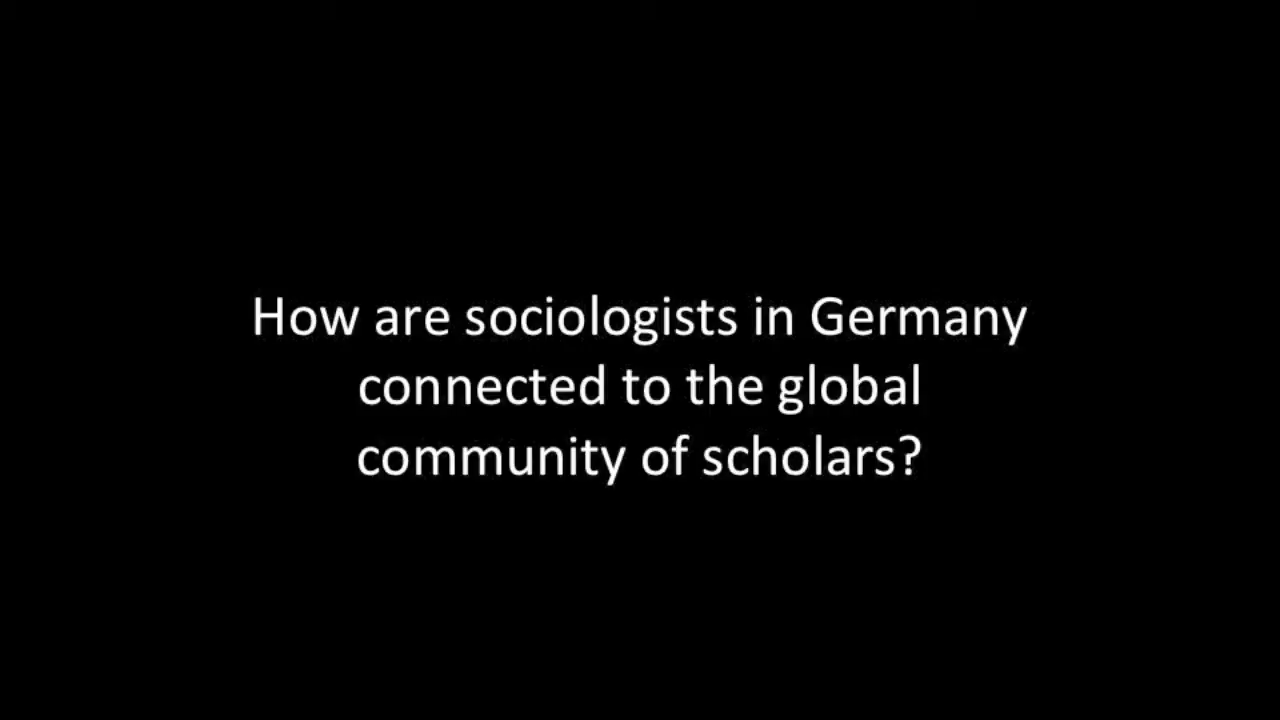 How are sociologists in Germany
connected to the global
community of scholars?